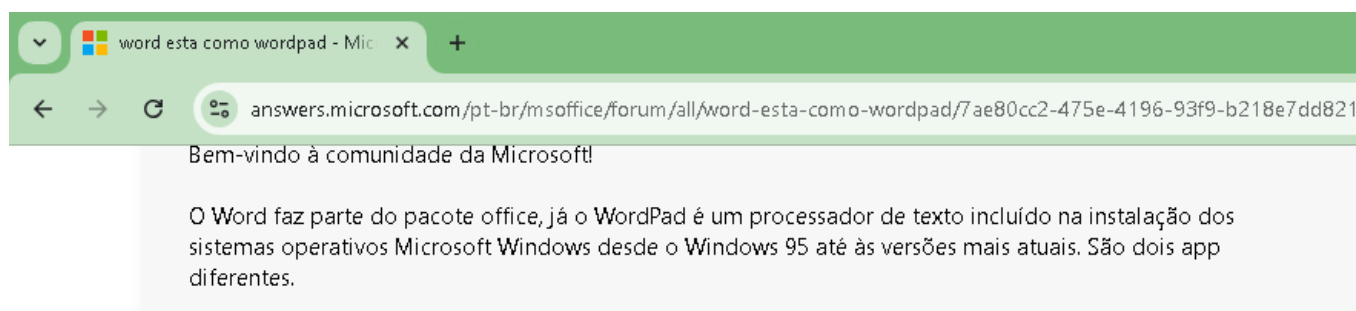 word esta como wordpad - Mic
answers.microsoft.com/pt-br/msoffice/forum/all/word-esta-como-wordpad/7ae80cc2-475e-4196-93f9-b218e7dd821
Bem-vindo à comunidade da Microsoft!
O Word faz parte do pacote office, já o WordPad é um processador de texto incluído na instalação dos
sistemas operativos Microsoft Windows desde o Windows 95 até às versões mais atuais. São dois app
diferentes.